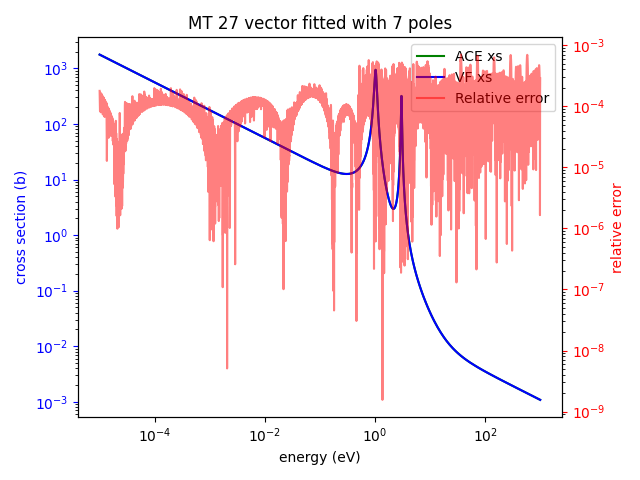 MT 27 vector fitted with 7 poles
ACE xs
VF xs
Relative error
cross section (b)
10³
10²
10¹
10⁰
10⁻¹
10⁻²
10⁻³
10⁻³
10⁻⁴
10⁻⁵
10⁻⁶
10⁻⁷
10⁻⁸
10⁻⁹
relative error
10⁻⁴
10⁻²
10⁰
10²
energy (eV)